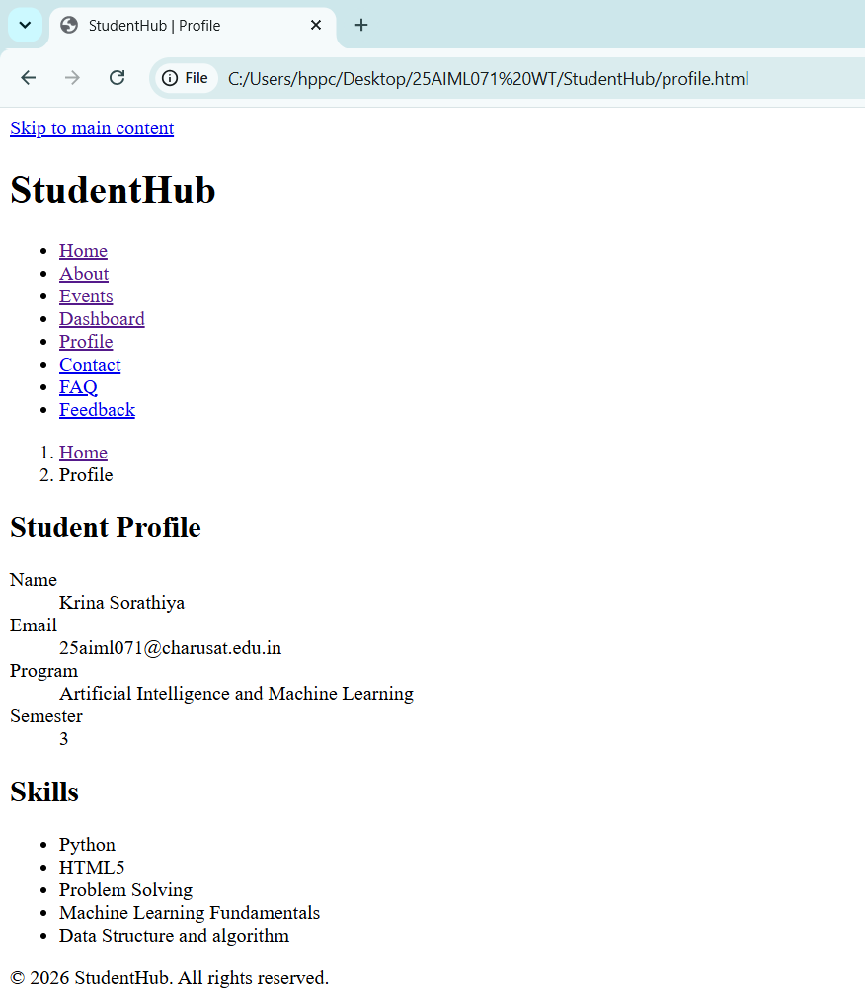 StudentHub | Profile
File
C:/Users/hppc/Desktop/25AIML071%20WT/StudentHub/profile.html
Skip to main content
StudentHub
Home
About
Events
Dashboard
Profile
Contact
FAQ
Feedback
1. Home
2. Profile
Student Profile
Name
Krina Sorathiya
Email
25aiml071@charusat.edu.in
Program
Artificial Intelligence and Machine Learning
Semester
3
Skills
Python
HTML5
Problem Solving
Machine Learning Fundamentals
Data Structure and algorithm
© 2026 StudentHub. All rights reserved.